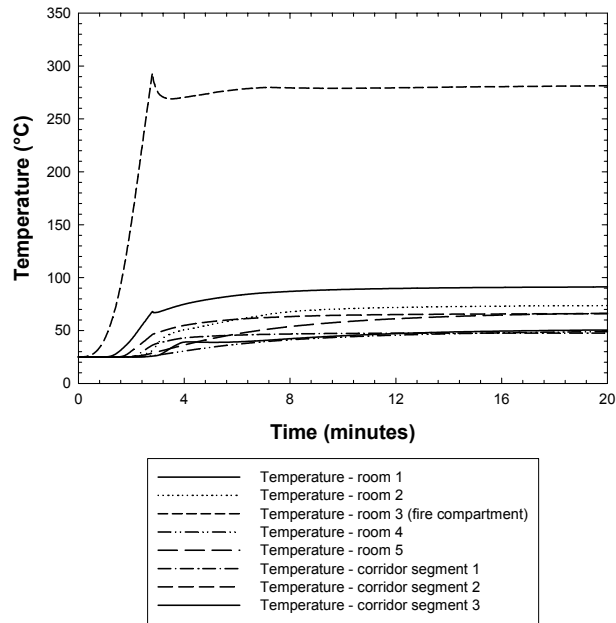 350
300
250
200
150
100
50
0
Temperature (°C)
0 4 8 12 16 20
Time (minutes)
Temperature - room 1
Temperature - room 2
Temperature - room 3 (fire compartment)
Temperature - room 4
Temperature - room 5
Temperature - corridor segment 1
Temperature - corridor segment 2
Temperature - corridor segment 3